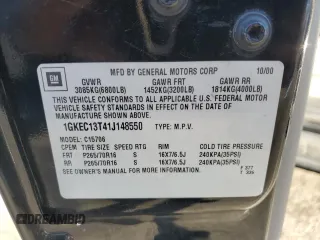 GM
MFD BY GENERAL MOTORS CORP 10/00
GVWR GAWR FRT GAWR RR
3085KG(6800LB) 1452KG(3200LB) 1814KG(4000LB)
THIS VEHICLE CONFORMS TO ALL APPLICABLE U.S. FEDERAL
MOTOR VEHICLE SAFETY STANDARDS IN EFFECT ON THE DATE OF
MANUFACTURE SHOWN ABOVE.
1GKEC13T41J148550 TYPE: M.P.V.
MODEL: C15706
TIRE SIZE SPEED RTG RIM COLD TIRE PRESSURE
FRT P265/70R16 S 16X7/6.5J 240KPA(35PSI)
RR P265/70R16 S 16X7/6.5J 240KPA(35PSI)
SEE OWNER'S MANUAL FOR MORE INFORMATION.